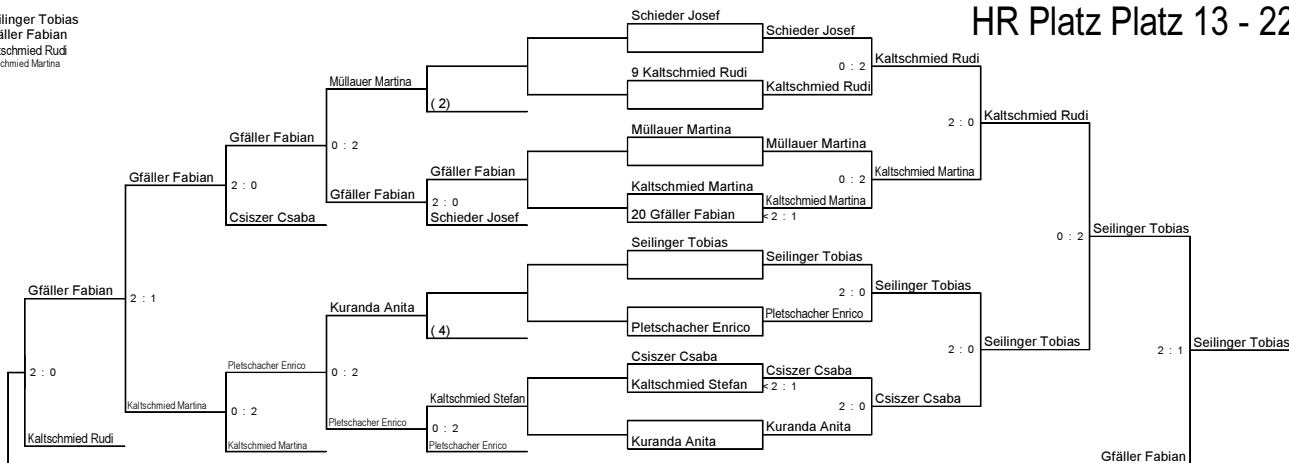 HR Platz Platz 13 - 22
ilinger Tobias
äller Fabian
tschmied Rudi
chmied Martina
Schieder Josef
Schieder Josef
0 : 2
Kaltschmied Rudi
9 Kaltschmied Rudi
Kaltschmied Rudi
Müllauer Martina
( 2)
2 : 0
Kaltschmied Rudi
Müllauer Martina
Müllauer Martina
Gfäller Fabian
0 : 2
0 : 2
Kaltschmied Martina
Gfäller Fabian
2 : 0
Gfäller Fabian
Gfäller Fabian
2 : 0
Schieder Josef
Kaltschmied Martina
Kaltschmied Martina
20 Gfäller Fabian
< 2 : 1
Csiszer Csaba
0 : 2
Seilinger Tobias
Seilinger Tobias
Seilinger Tobias
2 : 0
Seilinger Tobias
Gfäller Fabian
2 : 1
Kuranda Anita
( 4)
Pletschacher Enrico
Pletschacher Enrico
2 : 0
Seilinger Tobias
2 : 1
Seilinger Tobias
Csiszer Csaba
Csiszer Csaba
Kaltschmied Stefan
< 2 : 1
2 : 0
Csiszer Csaba
Pletschacher Enrico
2 : 0
0 : 2
Kaltschmied Stefan
Kaltschmied Martina
0 : 2
Pletschacher Enrico
0 : 2
Kuranda Anita
Kuranda Anita
Kaltschmied Rudi
Kaltschmied Martina
Pletschacher Enrico
Gfäller Fabian